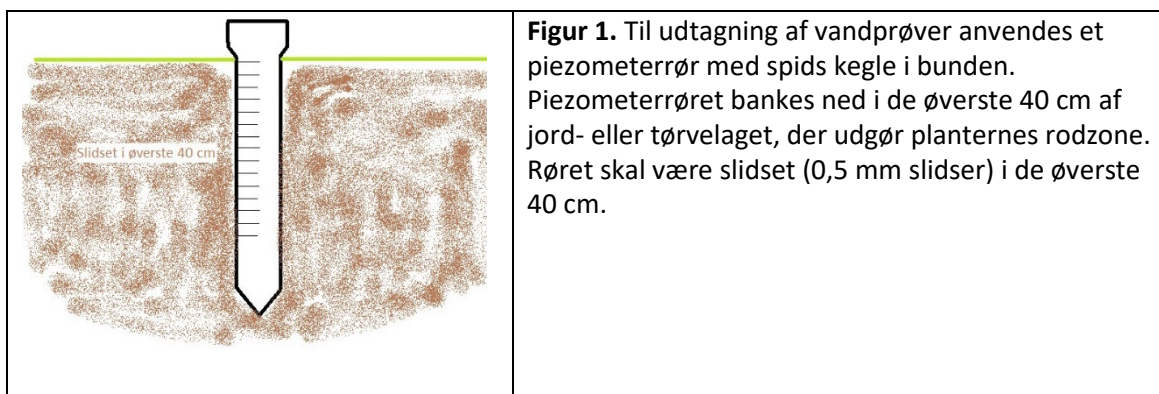 Slidset i øverste 40 cm
Figur 1. Til udtagning af vandprøver anvendes et
piezometerrør med spids kegle i bunden.
Piezometerrøret bankes ned i de øverste 40 cm af
jord- eller tørvelaget, der udgør planternes rodzone.
Røret skal være slidset (0,5 mm slidser) i de øverste
40 cm.